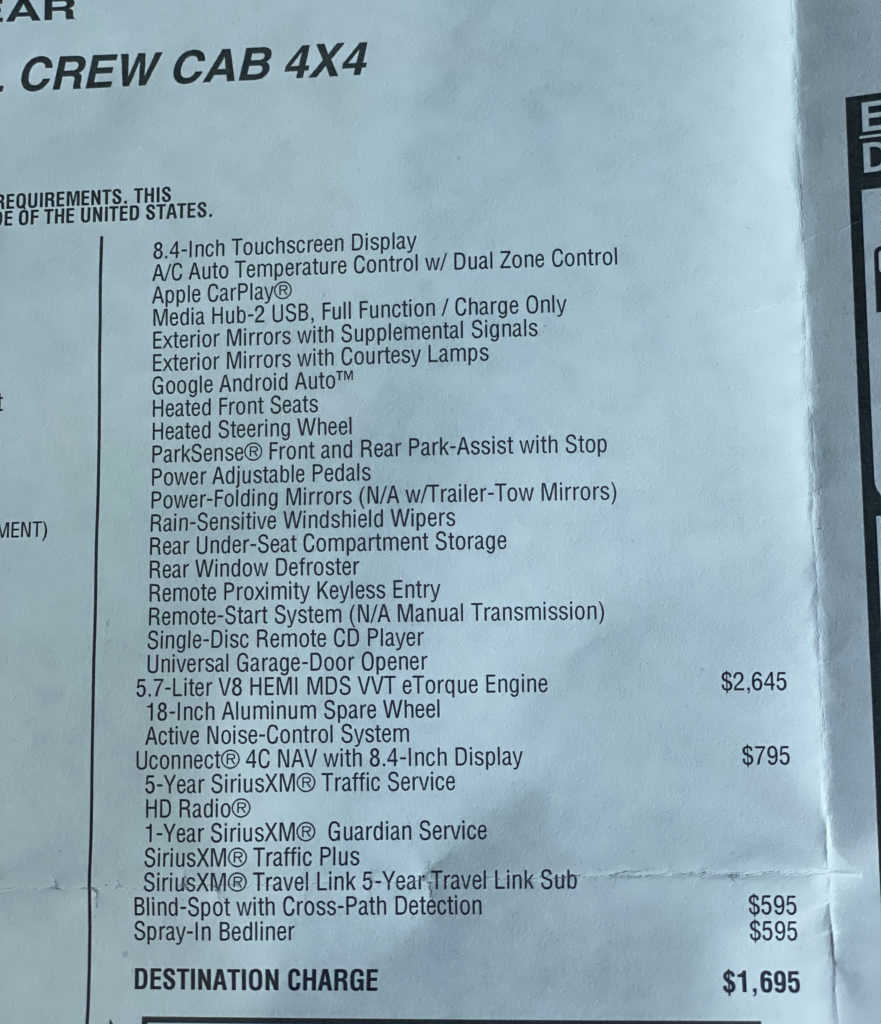 CREW CAB 4X4
REQUIREMENTS. THIS
OF THE UNITED STATES.
8.4-Inch Touchscreen Display
A/C Auto Temperature Control w/ Dual Zone Control
Apple CarPlay®
Media Hub-2 USB, Full Function / Charge Only
Exterior Mirrors with Supplemental Signals
Exterior Mirrors with Courtesy Lamps
Google Android Auto™
Heated Front Seats
Heated Steering Wheel
ParkSense® Front and Rear Park-Assist with Stop
Power Adjustable Pedals
Power-Folding Mirrors (N/A w/Trailer-Tow Mirrors)
Rain-Sensitive Windshield Wipers
Rear Under-Seat Compartment Storage
Rear Window Defroster
Remote Proximity Keyless Entry
Remote-Start System (N/A Manual Transmission)
Single-Disc Remote CD Player
Universal Garage-Door Opener
5.7-Liter V8 HEMI MDS VVT eTorque Engine $2,645
18-Inch Aluminum Spare Wheel
Active Noise-Control System
Uconnect® 4C NAV with 8.4-Inch Display $795
5-Year SiriusXM® Traffic Service
HD Radio®
1-Year SiriusXM® Guardian Service
SiriusXM® Traffic Plus
SiriusXM® Travel Link 5-Year Travel Link Sub
Blind-Spot with Cross-Path Detection $595
Spray-In Bedliner $595
DESTINATION CHARGE $1,695